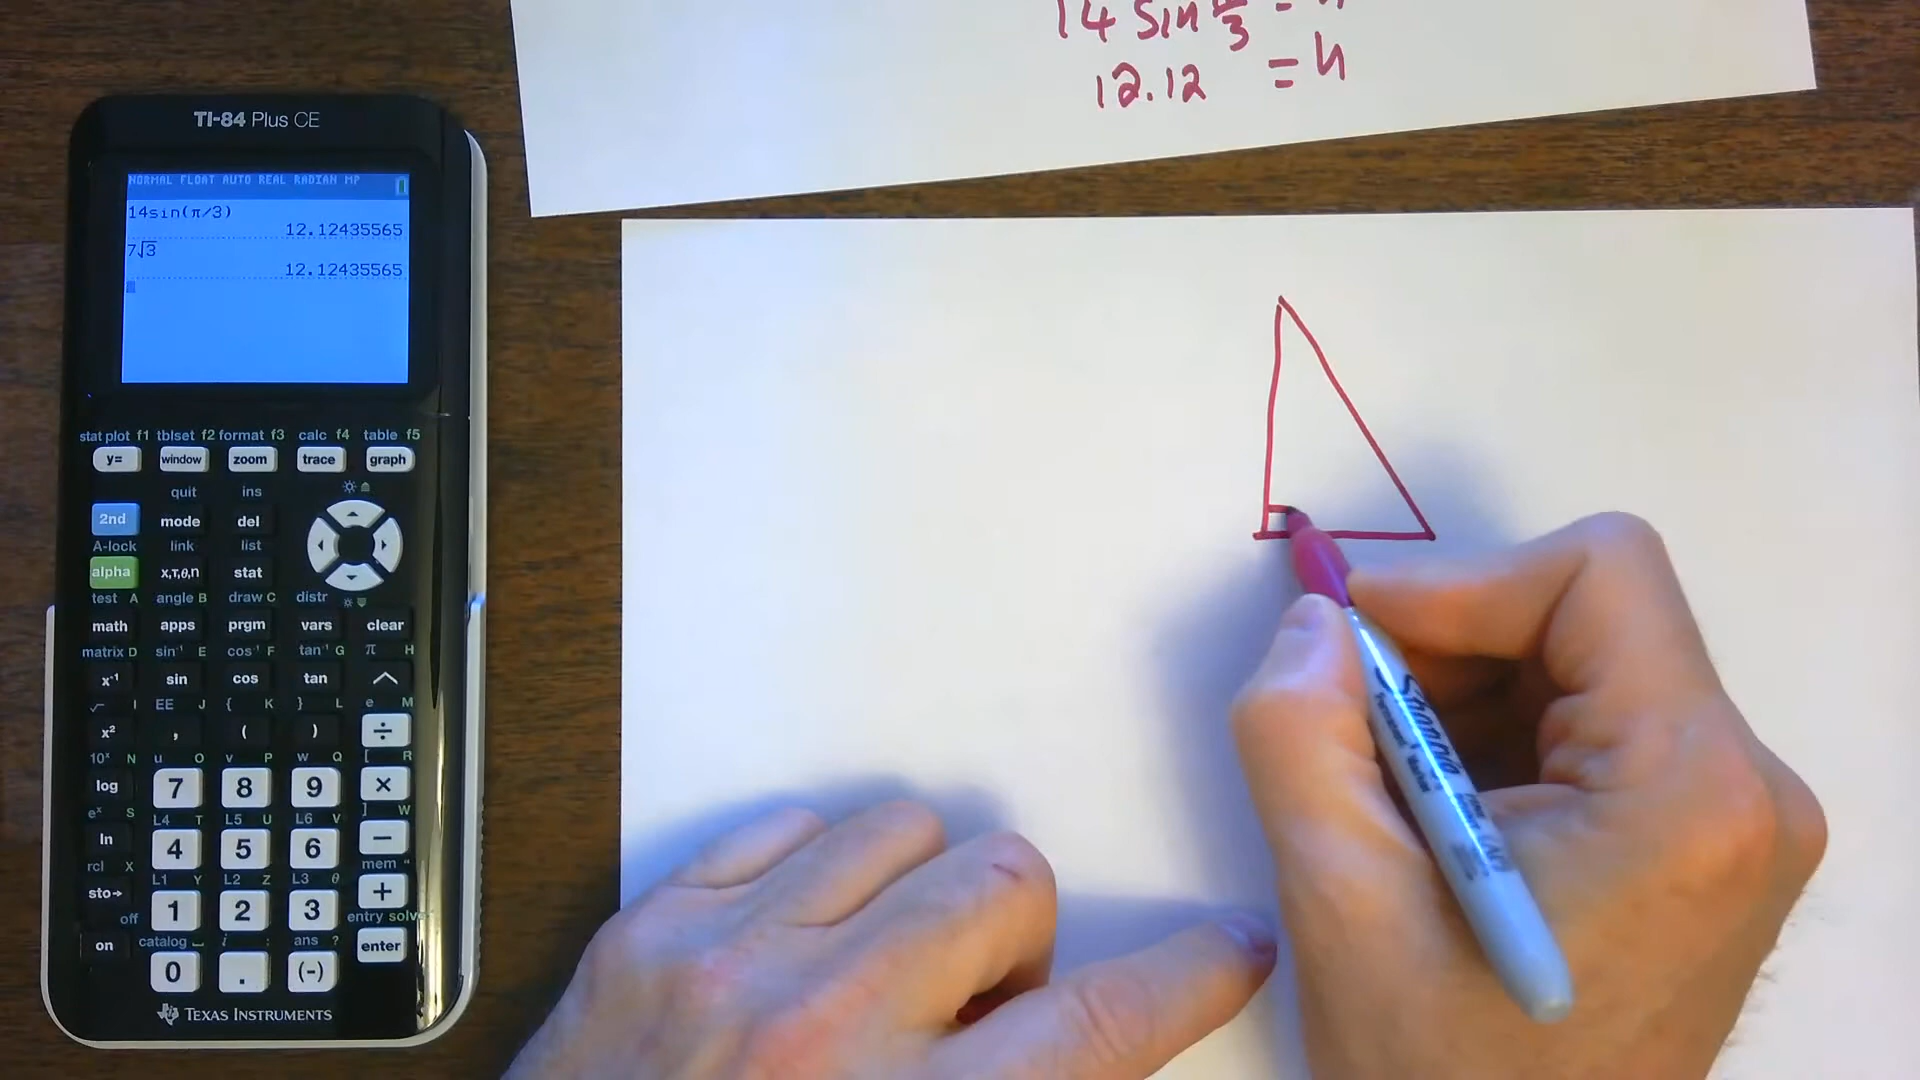 14 sin π/3 = h
12.12 = h
TI-84 Plus CE
NORMAL FLOAT AUTO REAL RADIAN MP
14sin(π/3)
12.12435565
7√3
12.12435565
stat plot f1 tblset f2 format f3 calc f4 table f5
y= window zoom trace graph
quit ins
2nd mode del
A-lock link list
alpha x,T,θ,n stat
test A angle B draw C distr
math apps prgm vars clear
matrix D sin⁻¹ E cos⁻¹ F tan⁻¹ G π H
x⁻¹ sin cos tan ^
√ I EE J { K } L e M
x² , ( ) ÷
10ˣ N u O v P w Q [ R
log 7 8 9 ×
eˣ S L4 T L5 U L6 V ] W
ln 4 5 6 −
rcl X L1 Y L2 Z L3 θ mem "
sto→ 1 2 3 +
off catalog ⎵ i : ans ? entry solve
on 0 . (-) enter
TEXAS INSTRUMENTS
Sharpie
Permanent Marker